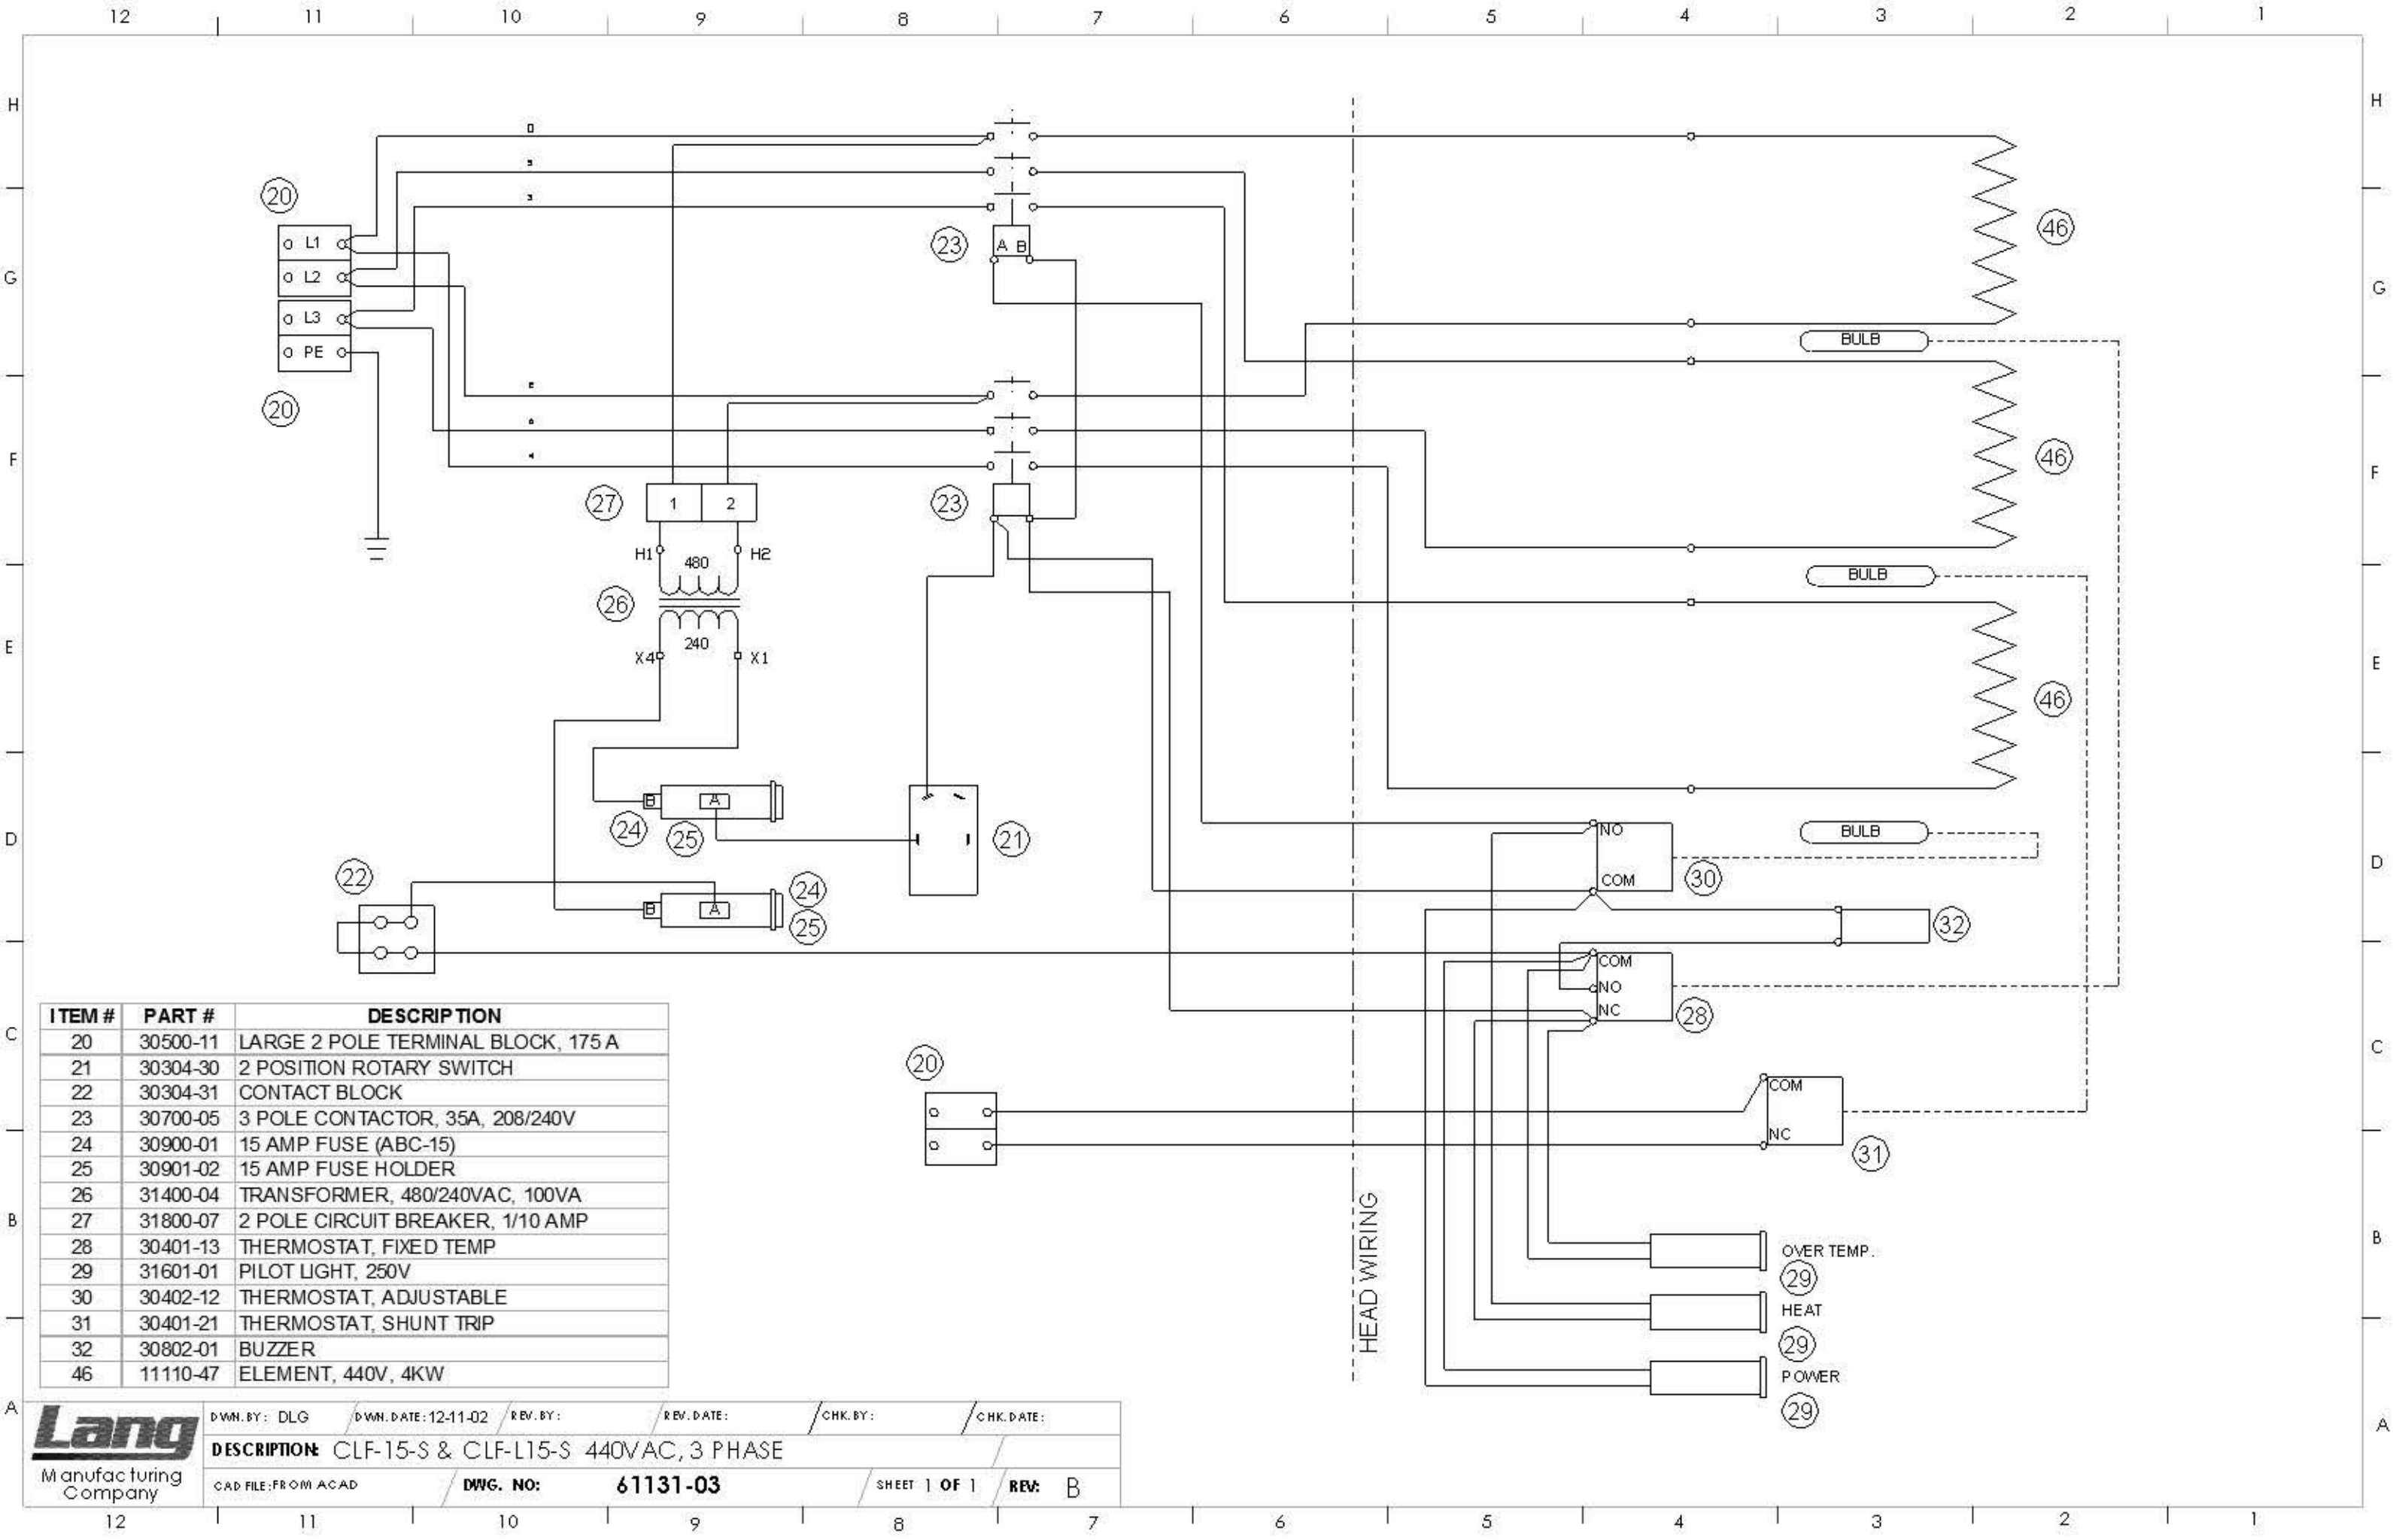 12 11 10 9 8 7 6 5 4 3 2 1
H H
20
L1
L2
L3
PE
20
23
A B
46
G G
BULB
F F
27
1 2
23
46
H1 H2
480
26
240
X4 X1
BULB
E E
46
B A
24 25
21
NO
COM
30
BULB
D D
22
B A
24
25
32
COM
NO
NC
28
C C
20
COM
NC
31
HEAD WIRING
B B
OVER TEMP.
29
HEAT
29
POWER
29
A A
ITEM # PART # DESCRIPTION
20 30500-11 LARGE 2 POLE TERMINAL BLOCK, 175 A
21 30304-30 2 POSITION ROTARY SWITCH
22 30304-31 CONTACT BLOCK
23 30700-05 3 POLE CONTACTOR, 35A, 208/240V
24 30900-01 15 AMP FUSE (ABC-15)
25 30901-02 15 AMP FUSE HOLDER
26 31400-04 TRANSFORMER, 480/240VAC, 100VA
27 31800-07 2 POLE CIRCUIT BREAKER, 1/10 AMP
28 30401-13 THERMOSTAT, FIXED TEMP
29 31601-01 PILOT LIGHT, 250V
30 30402-12 THERMOSTAT, ADJUSTABLE
31 30401-21 THERMOSTAT, SHUNT TRIP
32 30802-01 BUZZER
46 11110-47 ELEMENT, 440V, 4KW
Lang
Manufacturing
Company
DWN. BY: DLG DWN. DATE: 12-11-02 REV. BY: REV. DATE: CHK. BY: CHK. DATE:
DESCRIPTION: CLF-15-S & CLF-L15-S 440VAC, 3 PHASE
CAD FILE: FROM ACAD DWG. NO: 61131-03 SHEET 1 OF 1 REV: B
12 11 10 9 8 7 6 5 4 3 2 1